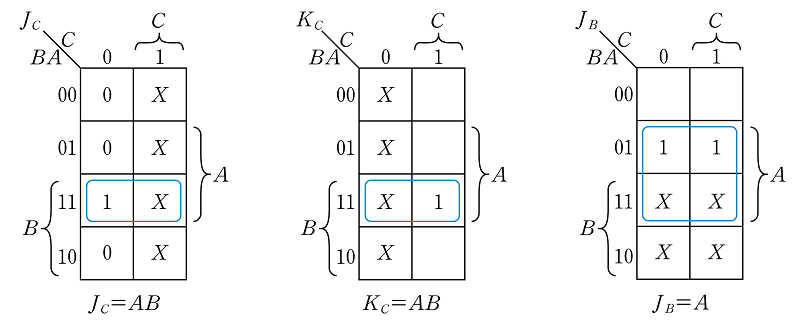 J_C C C
BA 0 1
00 0 X
01 0 X
A
11 1 X
B
10 0 X
J_C=AB
K_C C C
BA 0 1
00 X
01 X
A
11 X 1
B
10 X
K_C=AB
J_B C C
BA 0 1
00
01 1 1
A
11 X X
B
10 X X
J_B=A